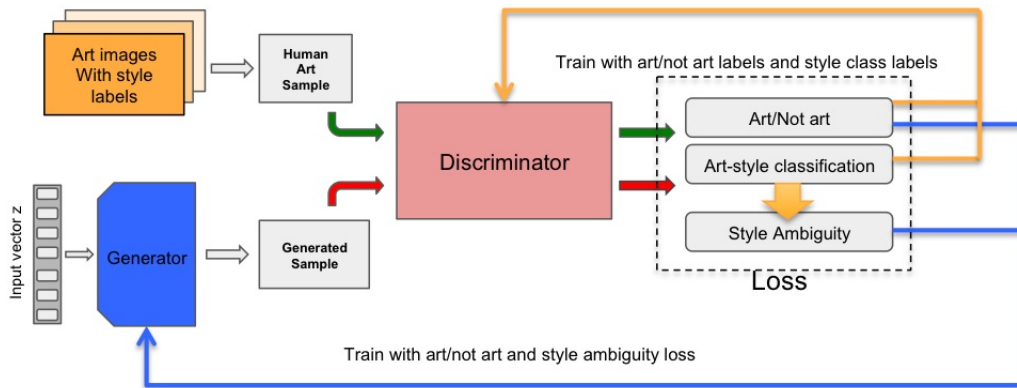 Art images
With style
labels
Human
Art
Sample
Train with art/not art labels and style class labels
Discriminator
Art/Not art
Art-style classification
Style Ambiguity
Loss
Input vector z
Generator
Generated
Sample
Train with art/not art and style ambiguity loss